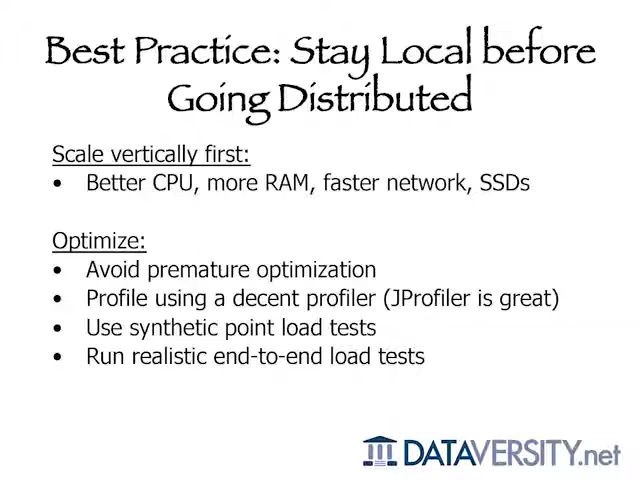 Best Practice: Stay Local before
Going Distributed
Scale vertically first:
• Better CPU, more RAM, faster network, SSDs
Optimize:
• Avoid premature optimization
• Profile using a decent profiler (JProfiler is great)
• Use synthetic point load tests
• Run realistic end-to-end load tests
DATAVERSITY.net